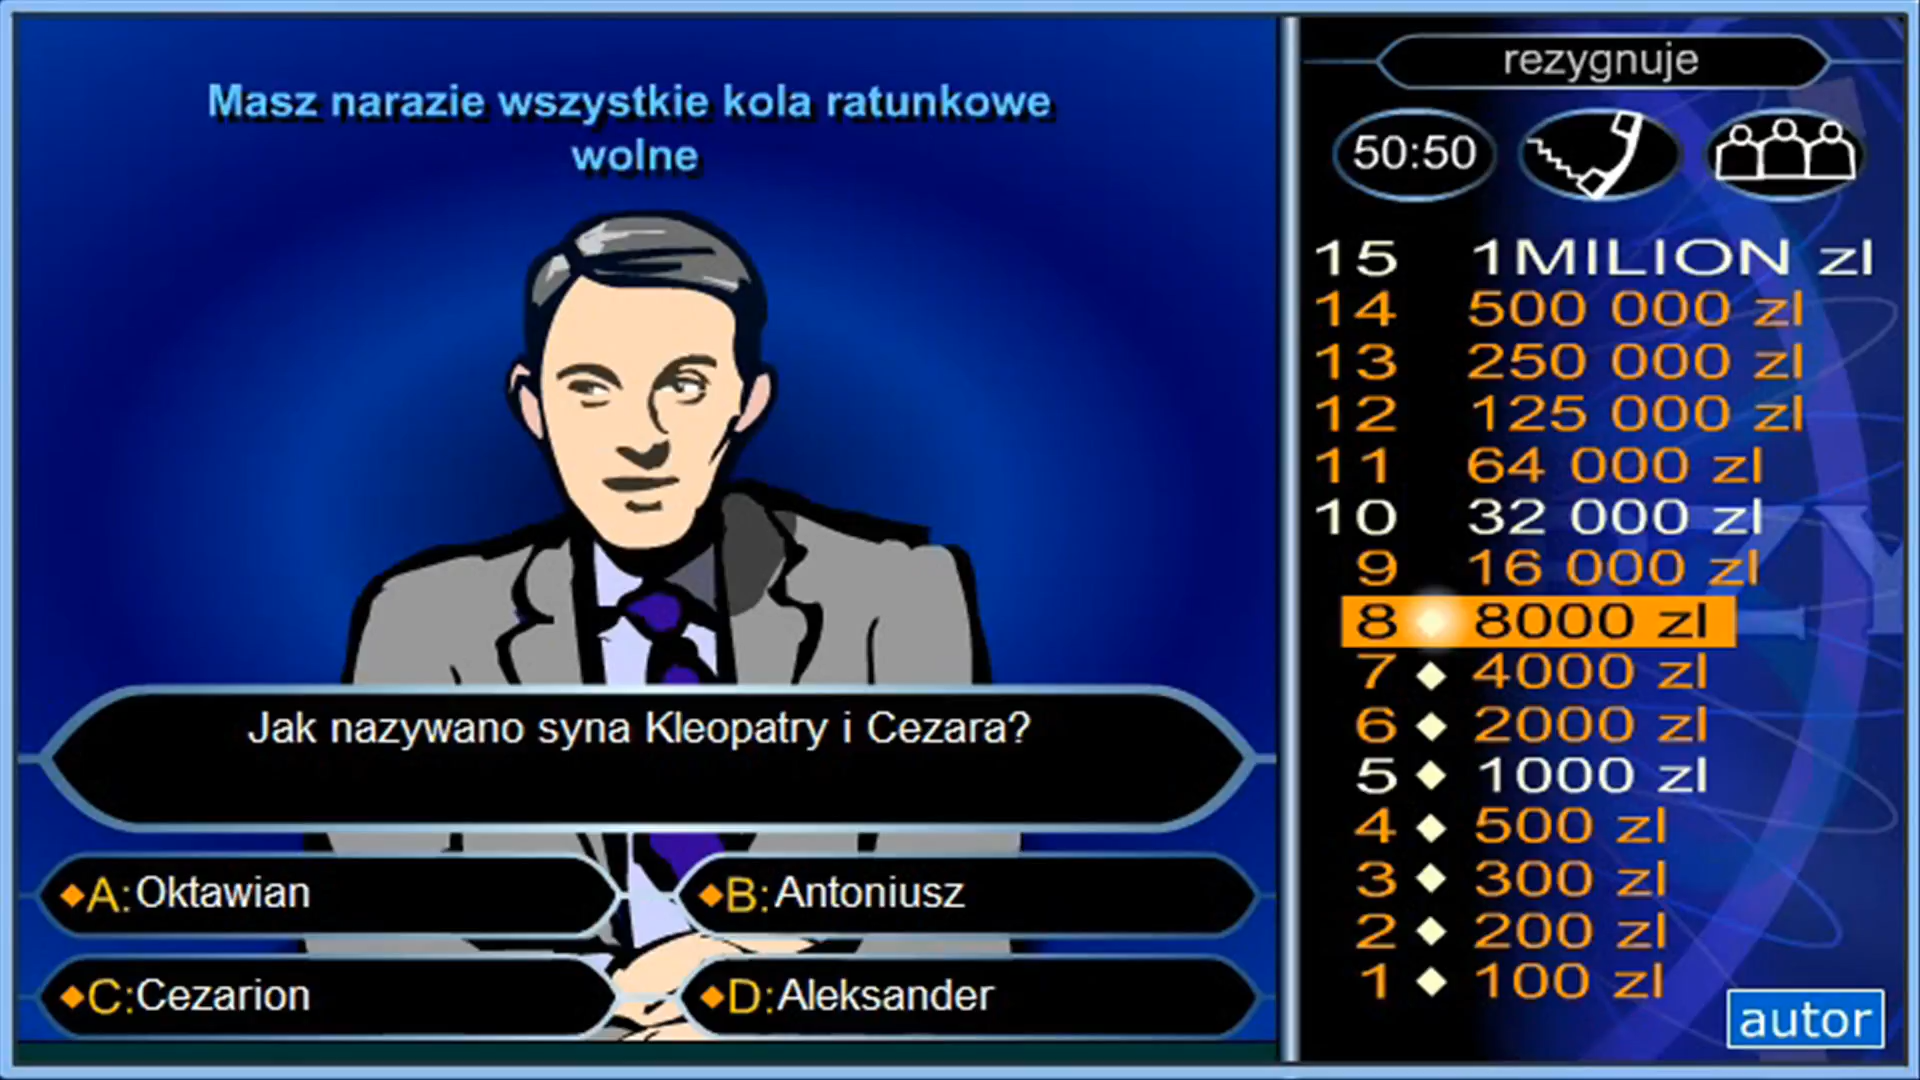 Masz narazie wszystkie kola ratunkowe
wolne
Jak nazywano syna Kleopatry i Cezara?
A: Oktawian
B: Antoniusz
C: Cezarion
D: Aleksander
rezygnuje
50:50
15 1MILION zl
14 500 000 zl
13 250 000 zl
12 125 000 zl
11 64 000 zl
10 32 000 zl
9 16 000 zl
8 8000 zl
7 4000 zl
6 2000 zl
5 1000 zl
4 500 zl
3 300 zl
2 200 zl
1 100 zl
autor